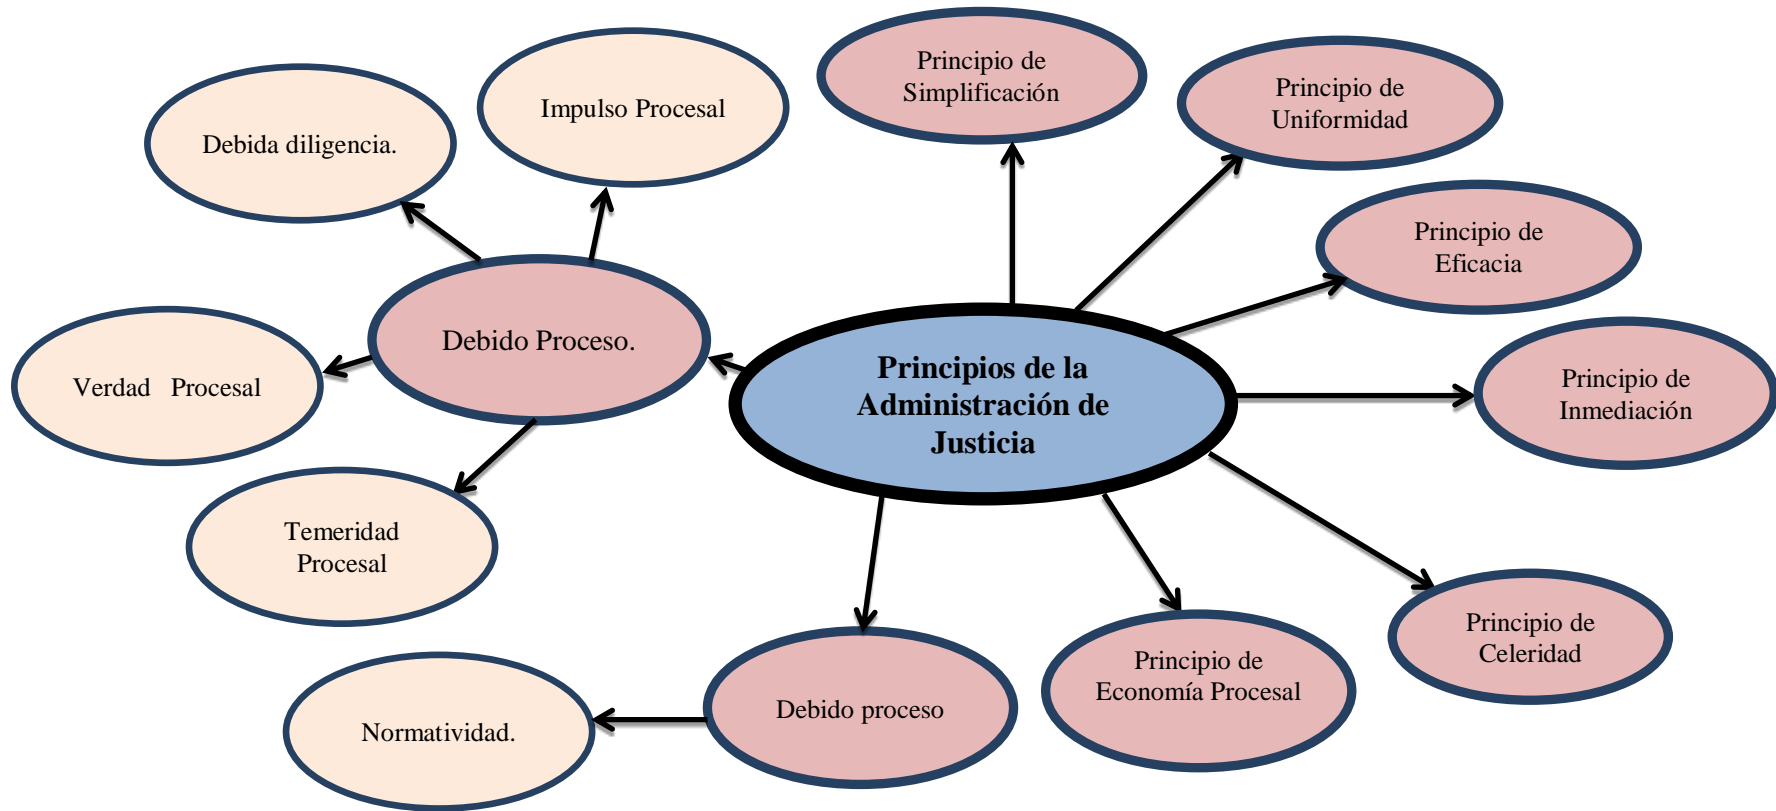 Principio de
Simplificación
Principio de
Uniformidad
Impulso Procesal
Debida diligencia.
Principio de
Eficacia
Debido Proceso.
Verdad Procesal
Principios de la
Administración de
Justicia
Principio de
Inmediación
Temeridad
Procesal
Principio de
Celeridad
Principio de
Economía Procesal
Debido proceso
Normatividad.